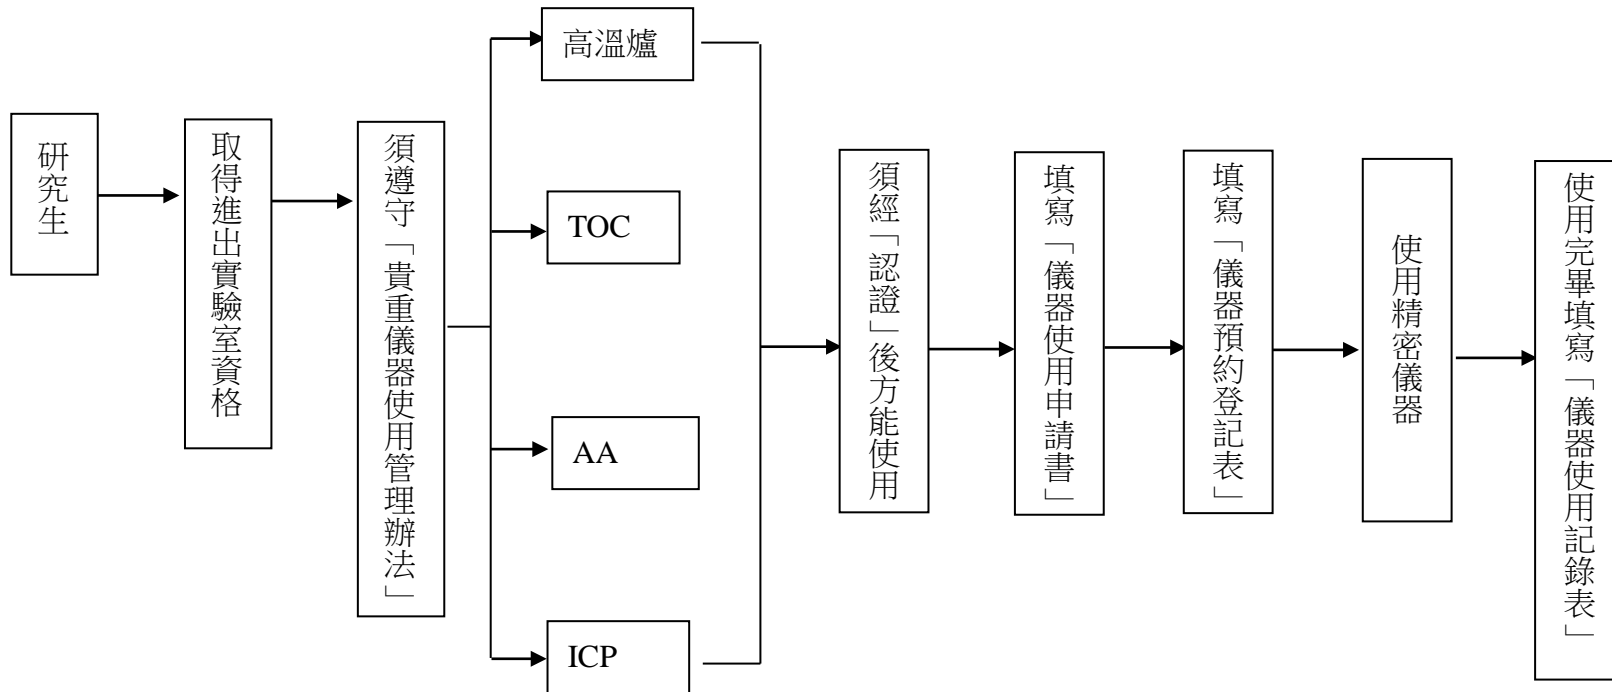 研究生
取得進出實驗室資格
須遵守「貴重儀器使用管理辦法」
高溫爐
TOC
AA
ICP
須經「認證」後方能使用
填寫「儀器使用申請書」
填寫「儀器預約登記表」
使用精密儀器
使用完畢填寫「儀器使用記錄表」